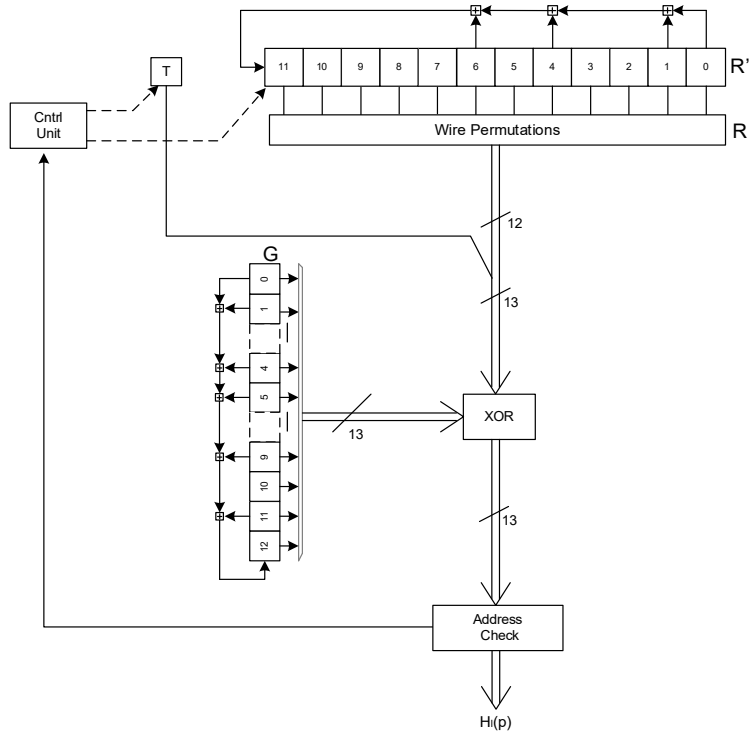 11 10 9 8 7 6 5 4 3 2 1 0
R'
T
Cntrl
Unit
Wire Permutations
R
12
G
13
0
1
4
5
9
10
11
12
13
XOR
13
Address
Check
Hl(p)